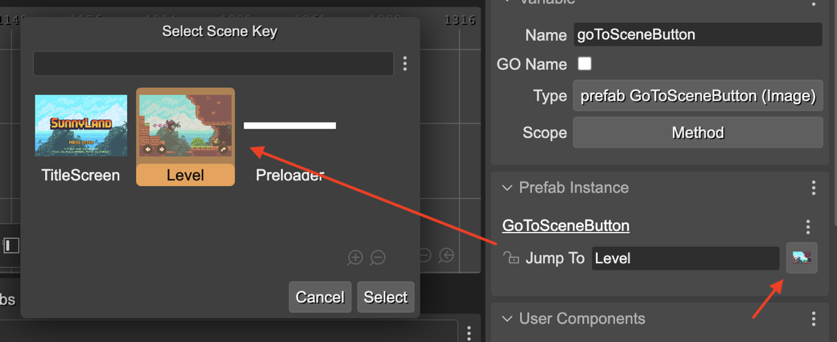 1316
Select Scene Key
TitleScreen
Level
Preloader
Cancel
Select
bs
Variable
Name
goToSceneButton
GO Name
Type
prefab GoToSceneButton (Image)
Scope
Method
Prefab Instance
GoToSceneButton
Jump To
Level
User Components
SUNNYLAND